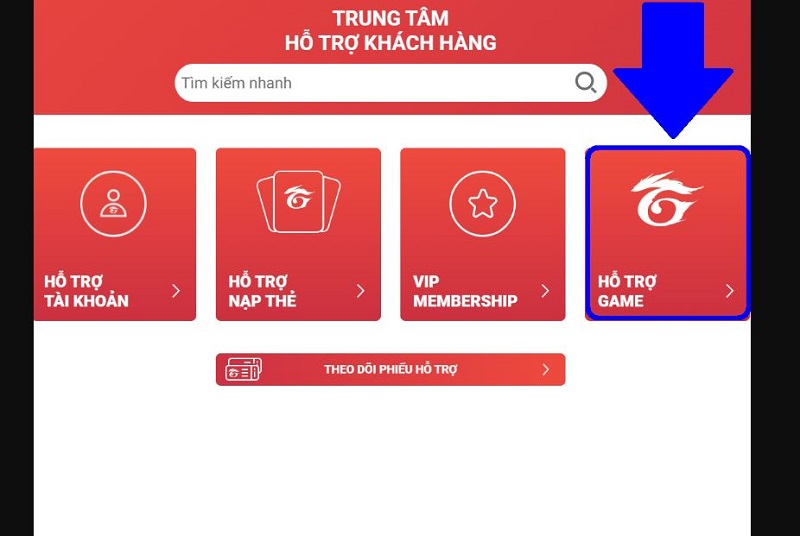 TRUNG TÂM
HỖ TRỢ KHÁCH HÀNG
Tìm kiếm nhanh
HỖ TRỢ
TÀI KHOẢN
HỖ TRỢ
NẠP THẺ
VIP
MEMBERSHIP
HỖ TRỢ
GAME
THEO DÕI PHIẾU HỖ TRỢ